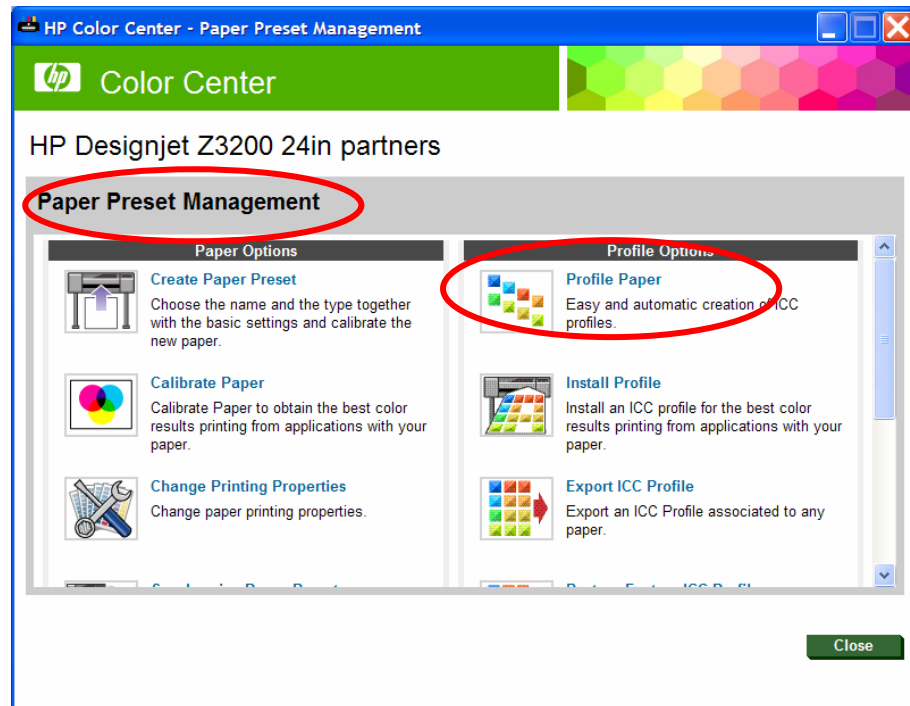 HP Color Center - Paper Preset Management
hp Color Center
HP Designjet Z3200 24in partners
Paper Preset Management
Paper Options
Create Paper Preset
Choose the name and the type together
with the basic settings and calibrate the
new paper.
Calibrate Paper
Calibrate Paper to obtain the best color
results printing from applications with your
paper.
Change Printing Properties
Change paper printing properties.
Profile Options
Profile Paper
Easy and automatic creation of ICC
profiles.
Install Profile
Install an ICC profile for the best color
results printing from applications with your
paper.
Export ICC Profile
Export an ICC Profile associated to any
paper.
Close